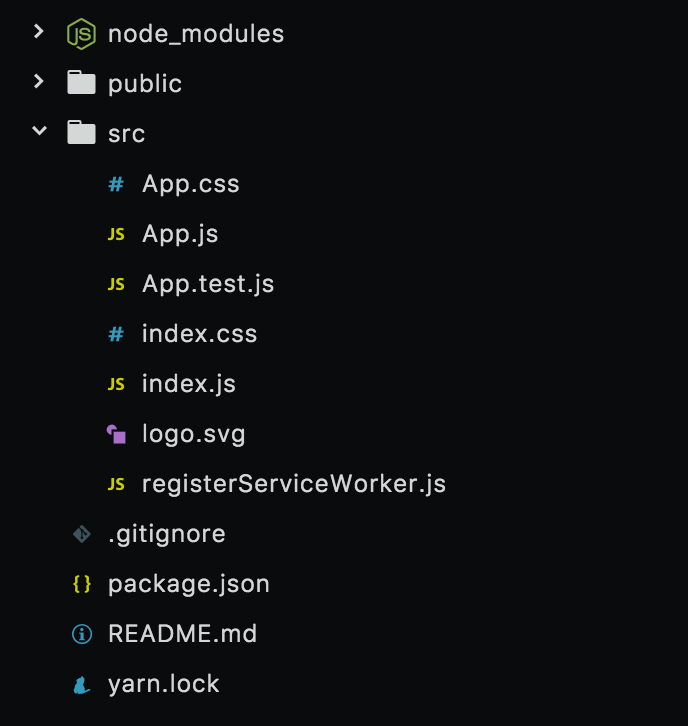 node_modules
public
src
# App.css
JS App.js
JS App.test.js
# index.css
JS index.js
logo.svg
JS registerServiceWorker.js
.gitignore
{} package.json
README.md
yarn.lock